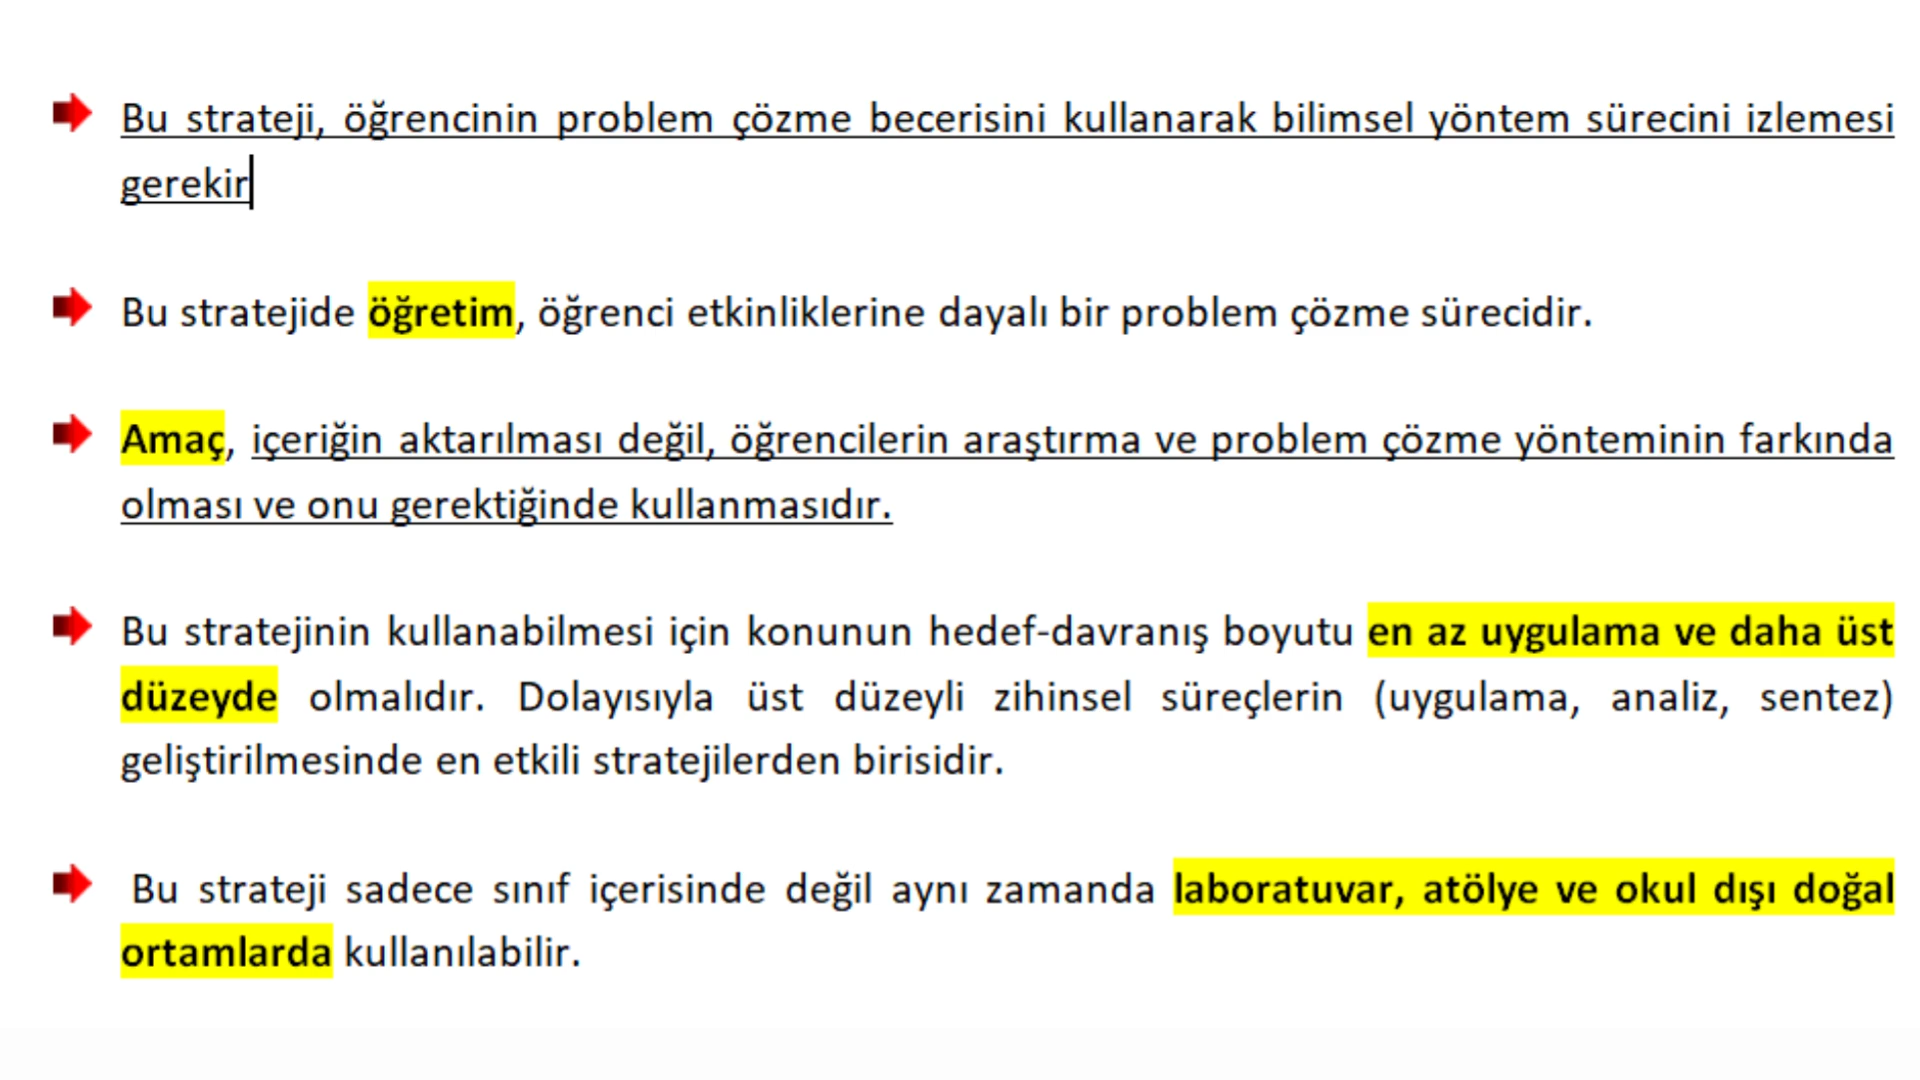 Bu strateji, öğrencinin problem çözme becerisini kullanarak bilimsel yöntem sürecini izlemesi
gerekir
Bu stratejide öğretim, öğrenci etkinliklerine dayalı bir problem çözme sürecidir.
Amaç, içeriğin aktarılması değil, öğrencilerin araştırma ve problem çözme yönteminin farkında
olması ve onu gerektiğinde kullanmasıdır.
Bu stratejinin kullanabilmesi için konunun hedef-davranış boyutu en az uygulama ve daha üst
düzeyde olmalıdır. Dolayısıyla üst düzeyli zihinsel süreçlerin (uygulama, analiz, sentez)
geliştirilmesinde en etkili stratejilerden birisidir.
Bu strateji sadece sınıf içerisinde değil aynı zamanda laboratuvar, atölye ve okul dışı doğal
ortamlarda kullanılabilir.